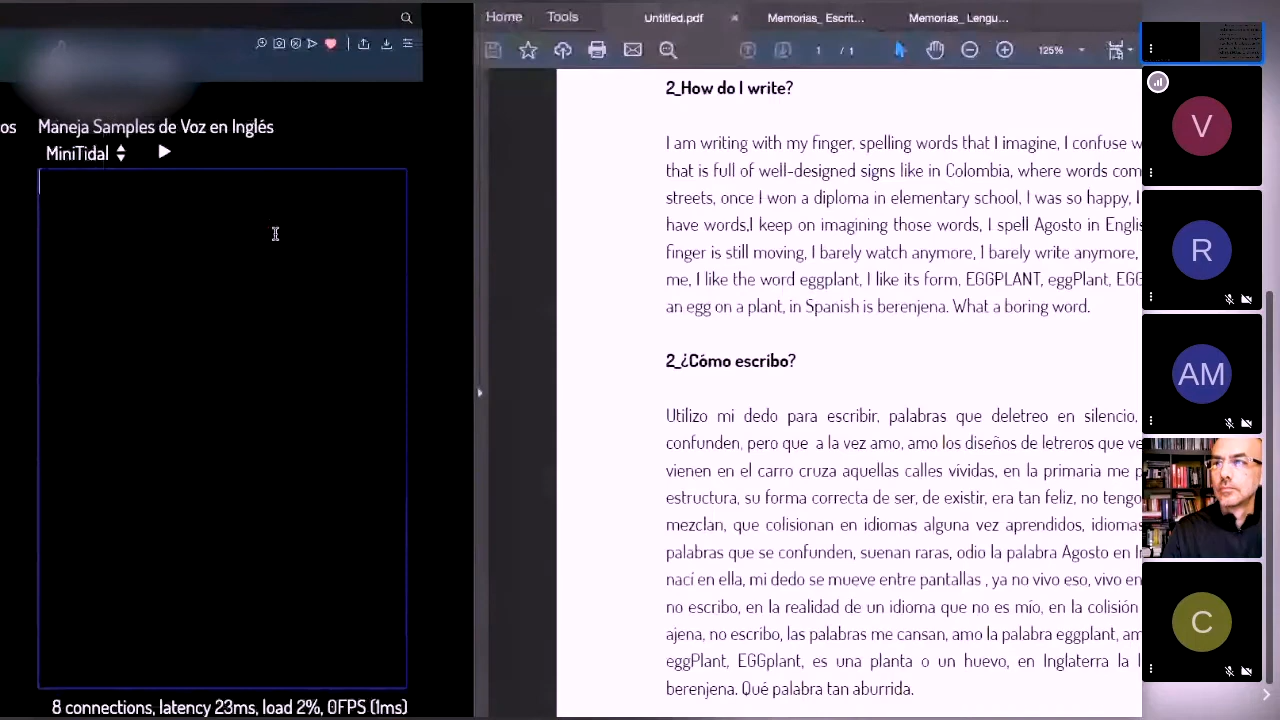 Home Tools Untitled.pdf Memorias_ Escrit... Memorias_ Lengu...
1 / 1 125%
os Maneja Samples de Voz en Inglés
MiniTidal
8 connections, latency 23ms, load 2%, 0FPS (1ms)
2_How do I write?
I am writing with my finger, spelling words that I imagine, I confuse w
that is full of well-designed signs like in Colombia, where words com
streets, once I won a diploma in elementary school, I was so happy, I
have words,I keep on imagining those words, I spell Agosto in Englis
finger is still moving, I barely watch anymore, I barely write anymore,
me, I like the word eggplant, I like its form, EGGPLANT, eggPlant, EGG
an egg on a plant, in Spanish is berenjena. What a boring word.
2_¿Cómo escribo?
Utilizo mi dedo para escribir, palabras que deletreo en silencio,
confunden, pero que a la vez amo, amo los diseños de letreros que ve
vienen en el carro cruza aquellas calles vividas, en la primaria me p
estructura, su forma correcta de ser, de existir, era tan feliz, no tengo
mezclan, que colisionan en idiomas alguna vez aprendidos, idiomas
palabras que se confunden, suenan raras, odio la palabra Agosto en In
nací en ella, mi dedo se mueve entre pantallas , ya no vivo eso, vivo en
no escribo, en la realidad de un idioma que no es mío, en la colisión
ajena, no escribo, las palabras me cansan, amo la palabra eggplant, am
eggPlant, EGGplant, es una planta o un huevo, en Inglaterra la l
berenjena. Qué palabra tan aburrida.
V
R
AM
C